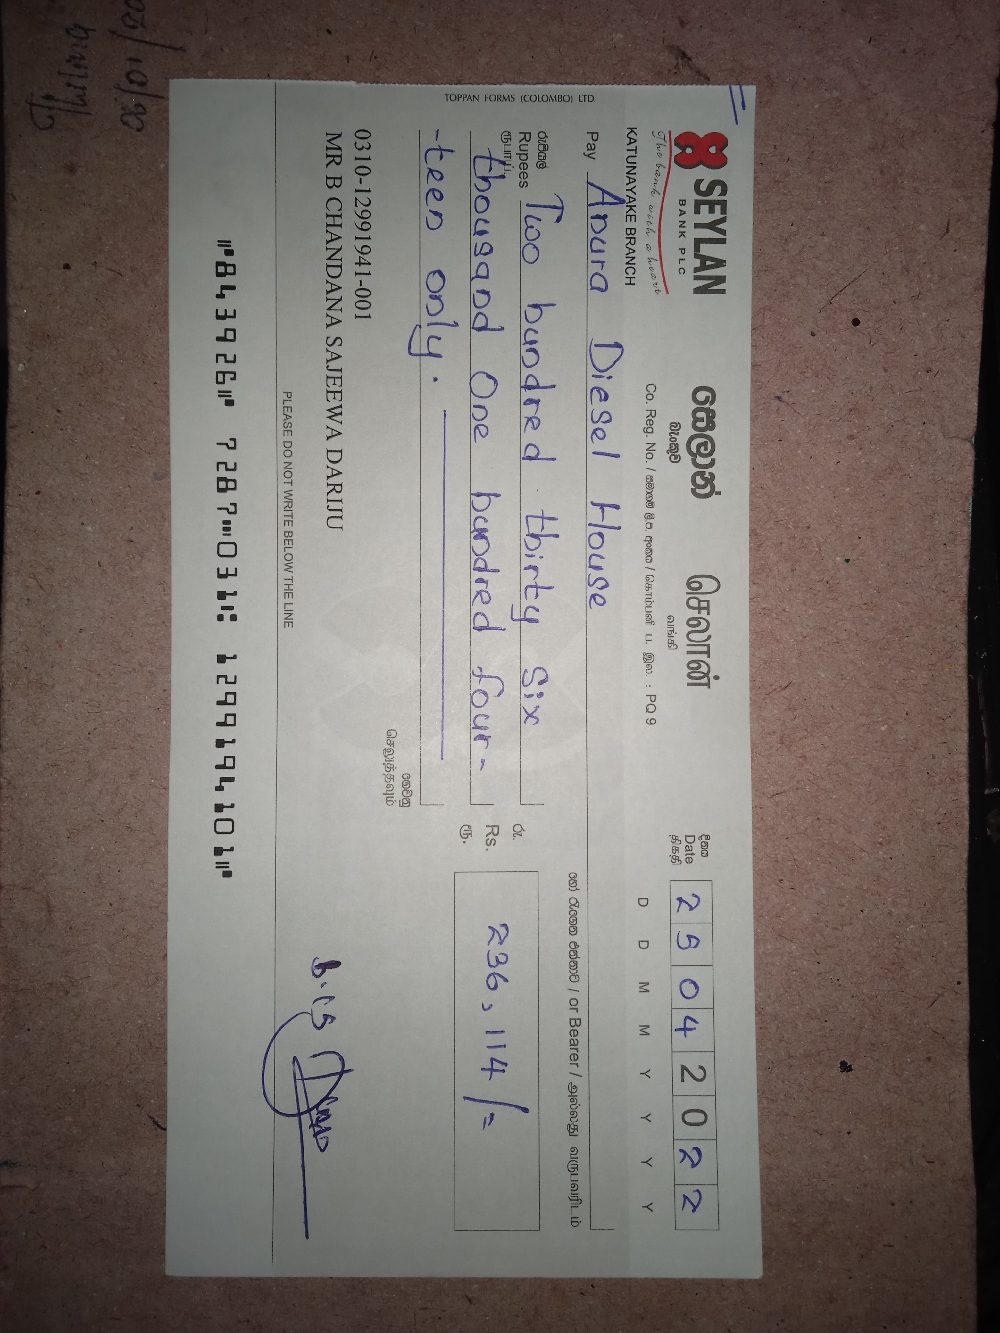 SEYLAN
BANK PLC
The bank with a heart
KATUNAYAKE BRANCH
සෙලාන්
බැංකුව
செலான்
வங்கி
Co. Reg. No. / සමාගම් ලි.ප. අංකය / கொம்பனி ப. இல. : PQ 9
දිනය
Date
திகதி
2 5 0 4 2 0 2 2
D D M M Y Y Y Y
Pay Anura Diesel House
හෝ රැගෙන එන්නාට / or Bearer / அல்லது வருபவரிடம்
රුපියල්
Rupees Two hundred thirty six
ரூபாய்
thousand One hundred four-
-teen only.
රු.
Rs. 236,114/=
ரூ.
ගෙවනු
செலுத்தவும்
0310-12991941-001
MR B CHANDANA SAJEEWA DARIJU
PLEASE DO NOT WRITE BELOW THE LINE
⑈843926⑈ 7287⑉031⑆ 1299194101⑈
TOPPAN FORMS (COLOMBO) LTD.